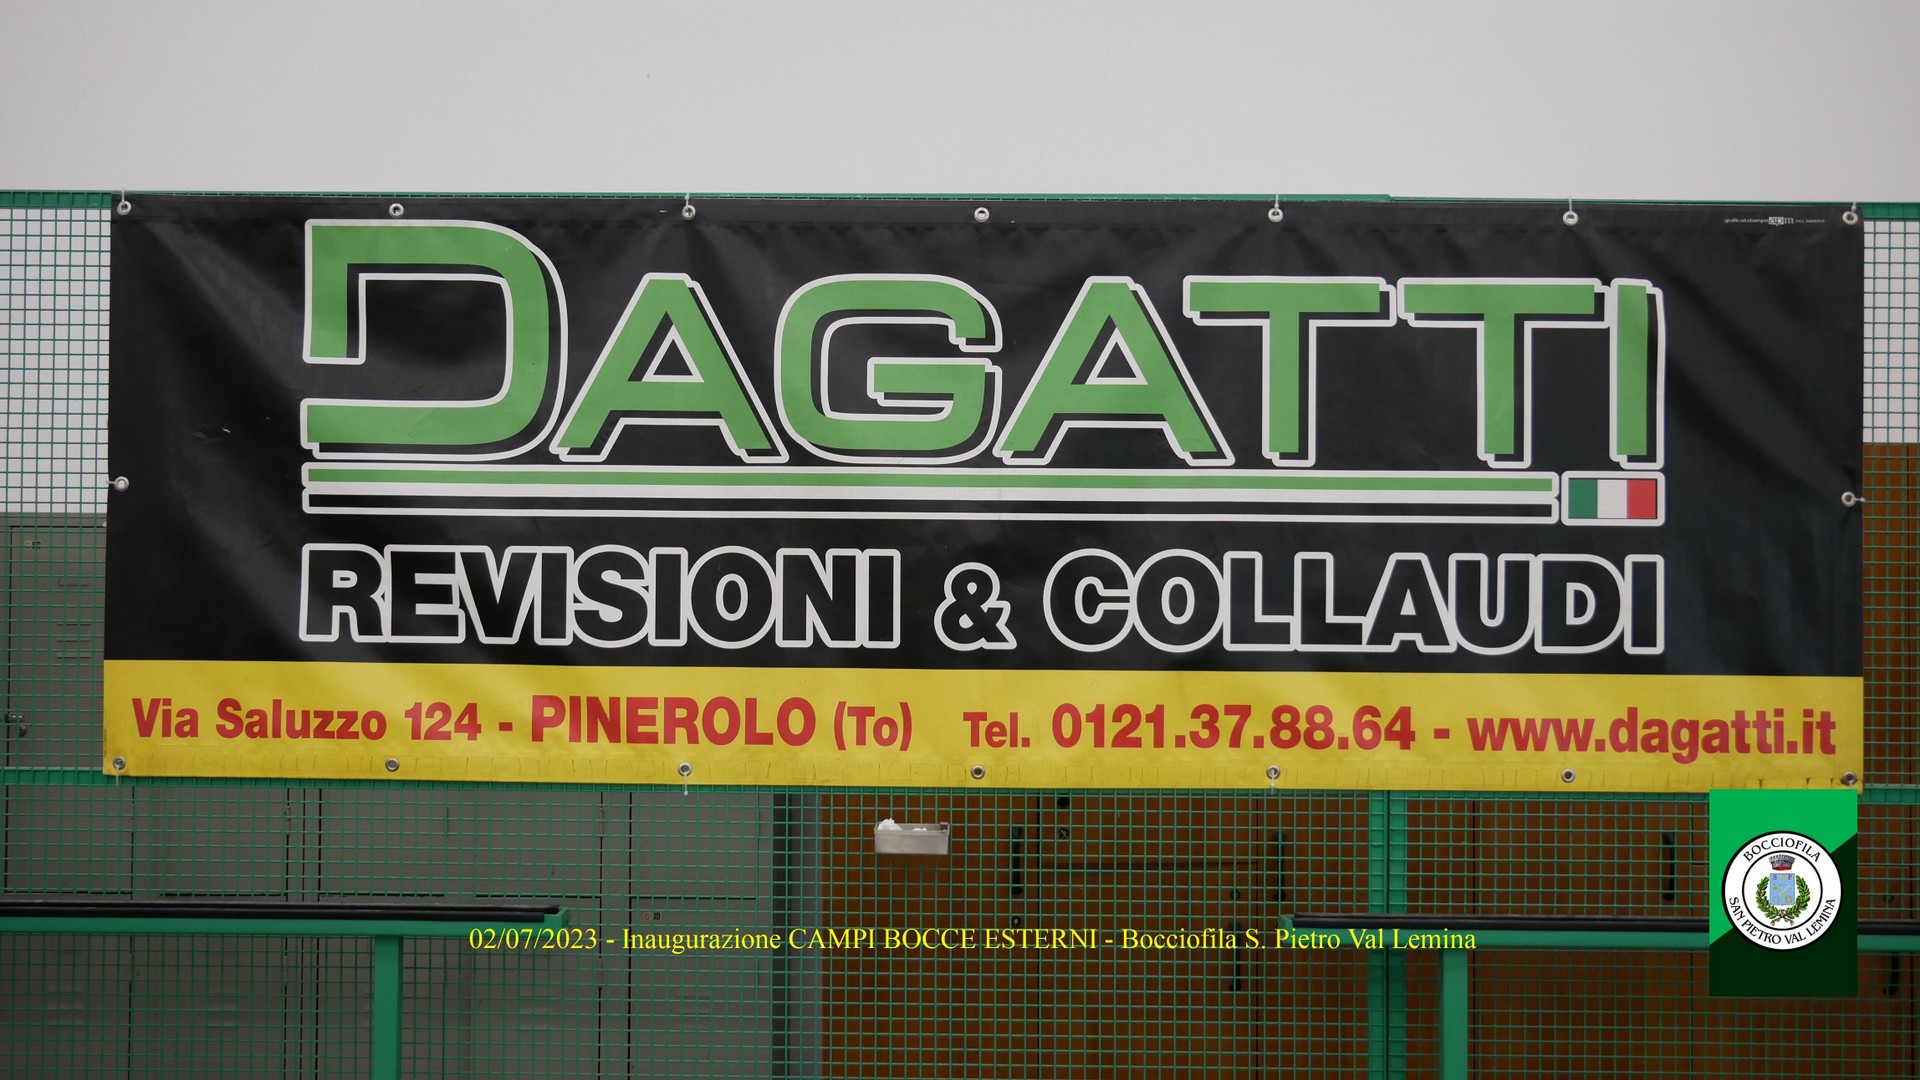 DAGATTI
REVISIONI & COLLAUDI
Via Saluzzo 124 - PINEROLO (To) Tel. 0121.37.88.64 - www.dagatti.it
BOCCIOFILA
SAN PIETRO VAL LEMINA
02/07/2023 - Inaugurazione CAMPI BOCCE ESTERNI - Bocciofila S. Pietro Val Lemina